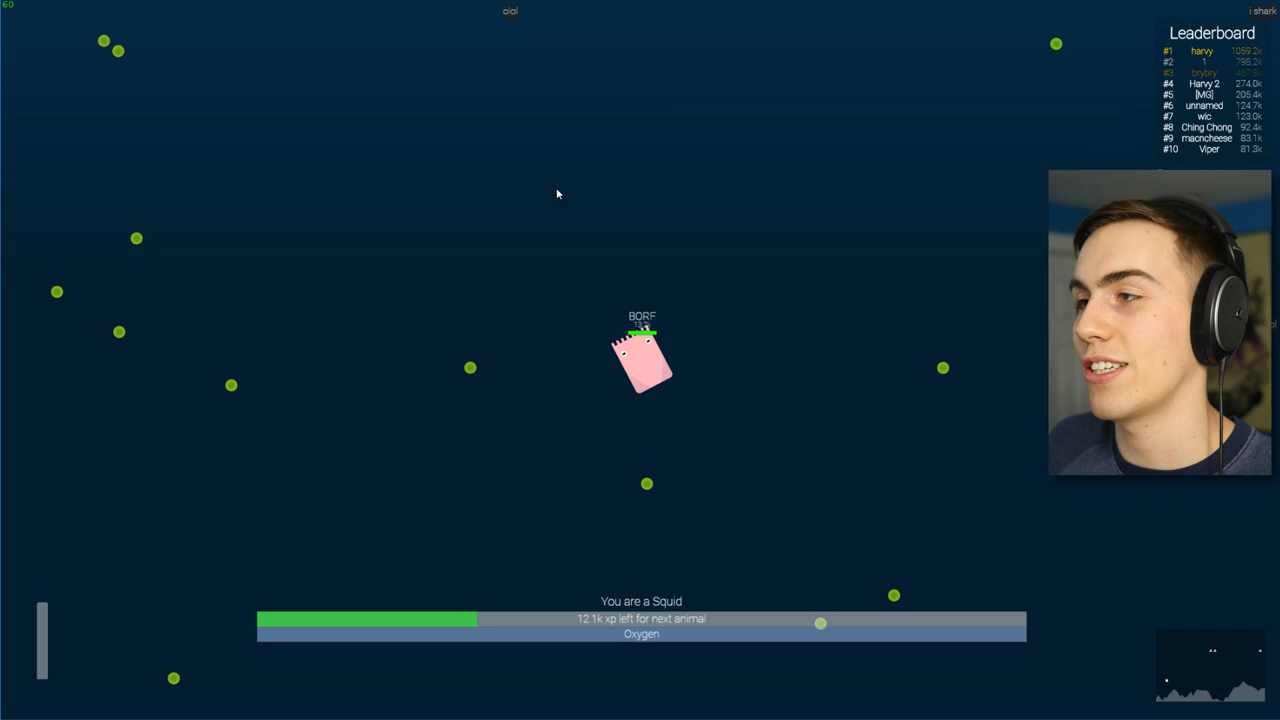 60
olol
i shark
Leaderboard
#1 harvy 1059.2k
#2 1 798.2k
#3 brybry
#4 Harvy 2 274.0k
#5 [MG] 205.4k
#6 unnamed 124.7k
#7 wic 123.0k
#8 Ching Chong 92.4k
#9 macncheese 83.1k
#10 Viper 81.3k
BORF
You are a Squid
12.1k xp left for next animal
Oxygen